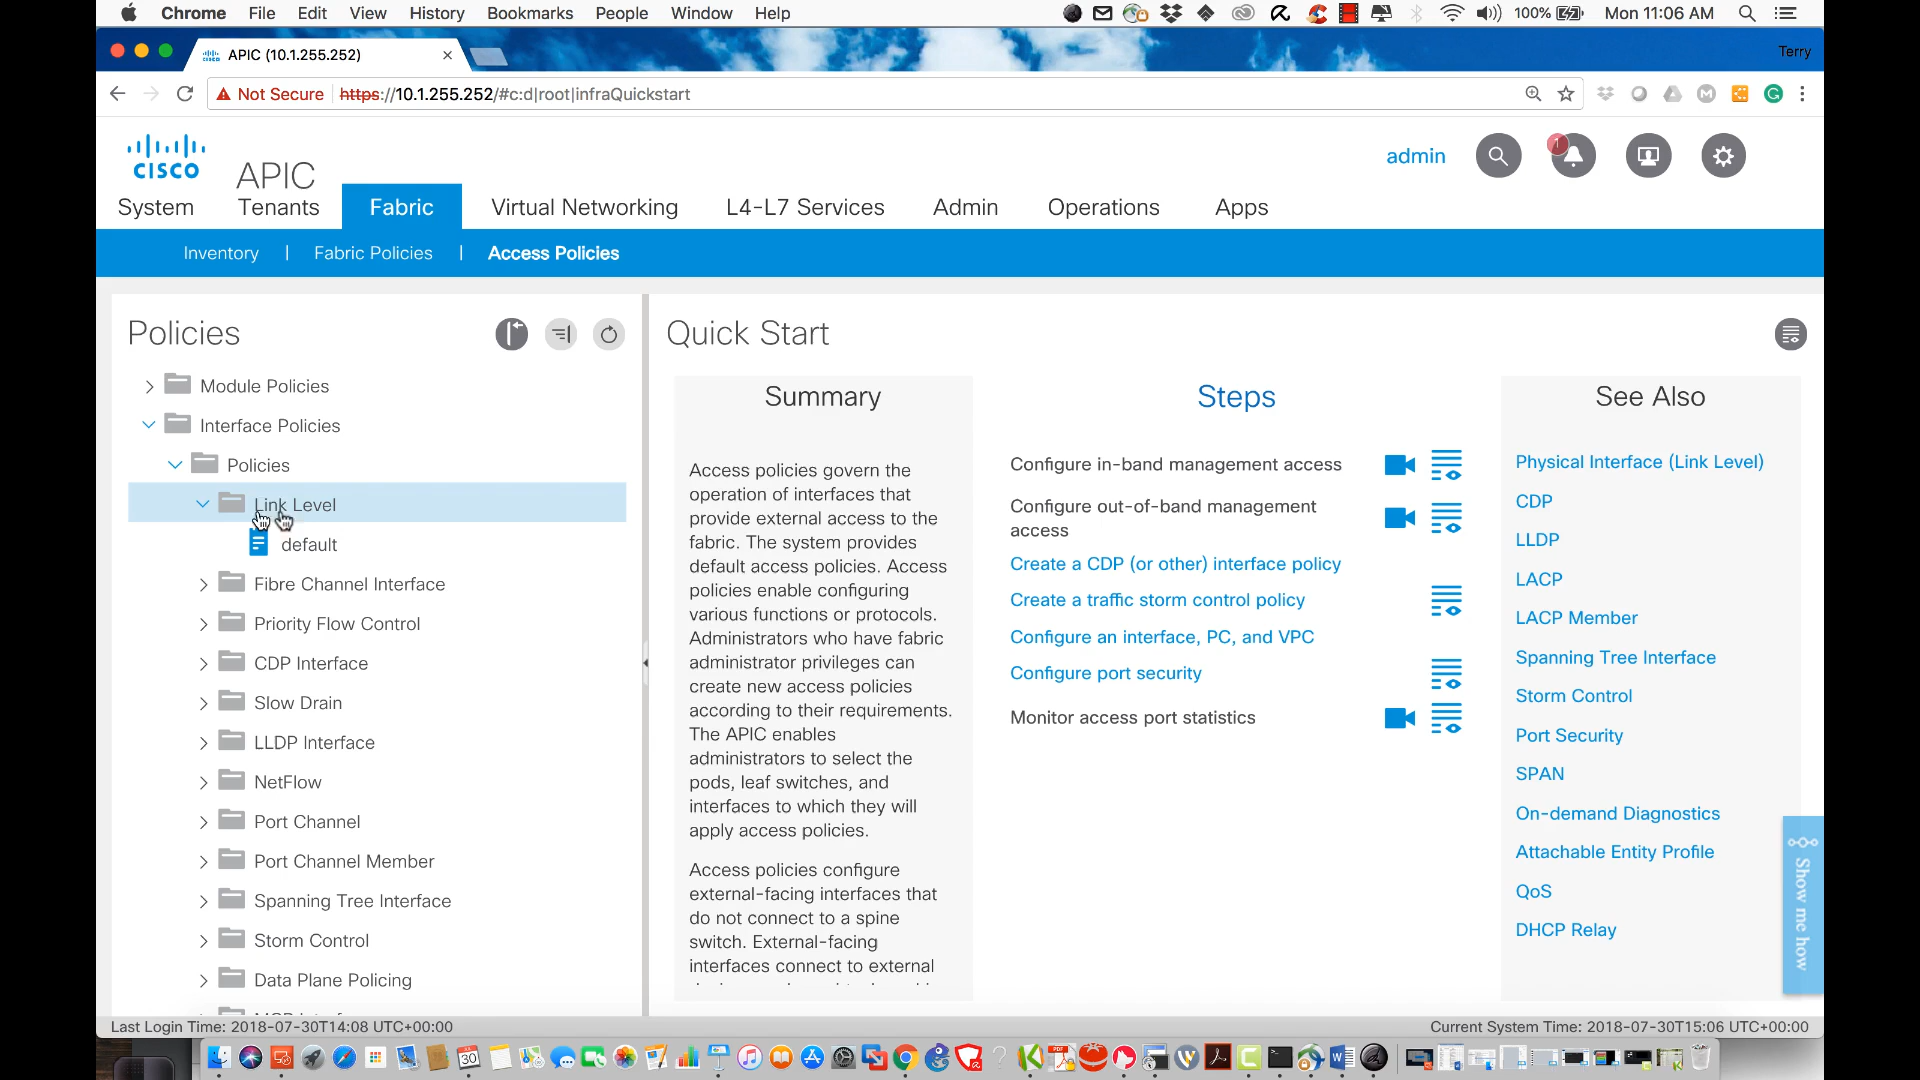 Chrome File Edit View History Bookmarks People Window Help 100% Mon 11:06 AM
APIC (10.1.255.252) Terry
Not Secure https://10.1.255.252/#c:d|root|infraQuickstart
CISCO APIC admin 1
System Tenants Fabric Virtual Networking L4-L7 Services Admin Operations Apps
Inventory | Fabric Policies | Access Policies
Policies
Module Policies
Interface Policies
Policies
Link Level
default
Fibre Channel Interface
Priority Flow Control
CDP Interface
Slow Drain
LLDP Interface
NetFlow
Port Channel
Port Channel Member
Spanning Tree Interface
Storm Control
Data Plane Policing
Quick Start
Summary
Access policies govern the
operation of interfaces that
provide external access to the
fabric. The system provides
default access policies. Access
policies enable configuring
various functions or protocols.
Administrators who have fabric
administrator privileges can
create new access policies
according to their requirements.
The APIC enables
administrators to select the
pods, leaf switches, and
interfaces to which they will
apply access policies.
Access policies configure
external-facing interfaces that
do not connect to a spine
switch. External-facing
interfaces connect to external
Steps
Configure in-band management access
Configure out-of-band management
access
Create a CDP (or other) interface policy
Create a traffic storm control policy
Configure an interface, PC, and VPC
Configure port security
Monitor access port statistics
See Also
Physical Interface (Link Level)
CDP
LLDP
LACP
LACP Member
Spanning Tree Interface
Storm Control
Port Security
SPAN
On-demand Diagnostics
Attachable Entity Profile
QoS
DHCP Relay
Show me how
Last Login Time: 2018-07-30T14:08 UTC+00:00
Current System Time: 2018-07-30T15:06 UTC+00:00